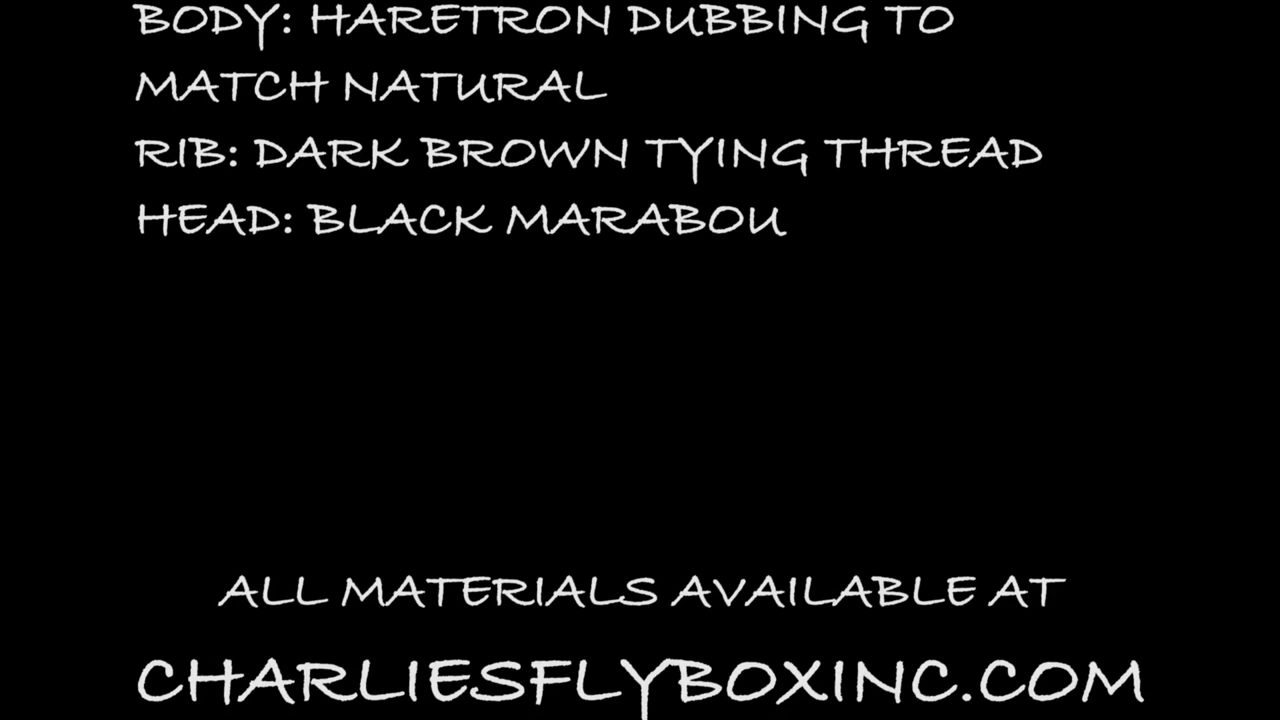 BODY: HARETRON DUBBING TO
MATCH NATURAL
RIB: DARK BROWN TYING THREAD
HEAD: BLACK MARABOU
ALL MATERIALS AVAILABLE AT
CHARLIESFLYBOXINC.COM